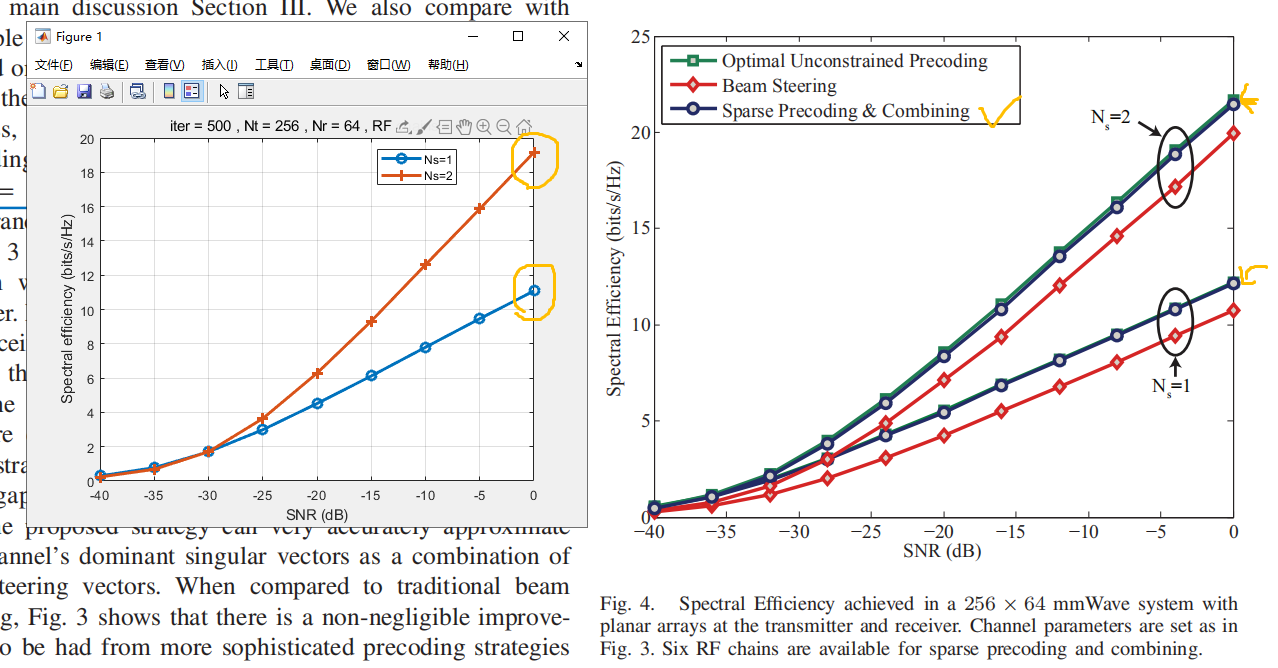 main discussion Section III. We also compare with
Figure 1
文件(F) 编辑(E) 查看(V) 插入(I) 工具(T) 桌面(D) 窗口(W) 帮助(H)
iter = 500 , Nt = 256 , Nr = 64 , RF
Ns=1
Ns=2
20
18
16
14
12
10
8
6
4
2
0
Spectral efficiency (bits/s/Hz)
-40 -35 -30 -25 -20 -15 -10 -5 0
SNR (dB)
the proposed strategy can very accurately approximate
annel's dominant singular vectors as a combination of
teering vectors. When compared to traditional beam
g, Fig. 3 shows that there is a non-negligible improve-
o be had from more sophisticated precoding strategies
25
20
15
10
5
0
Spectral Efficiency (bits/s/Hz)
Optimal Unconstrained Precoding
Beam Steering
Sparse Precoding & Combining
Ns=2
Ns=1
−40 −35 −30 −25 −20 −15 −10 −5 0
SNR (dB)
Fig. 4. Spectral Efficiency achieved in a 256 × 64 mmWave system with
planar arrays at the transmitter and receiver. Channel parameters are set as in
Fig. 3. Six RF chains are available for sparse precoding and combining.